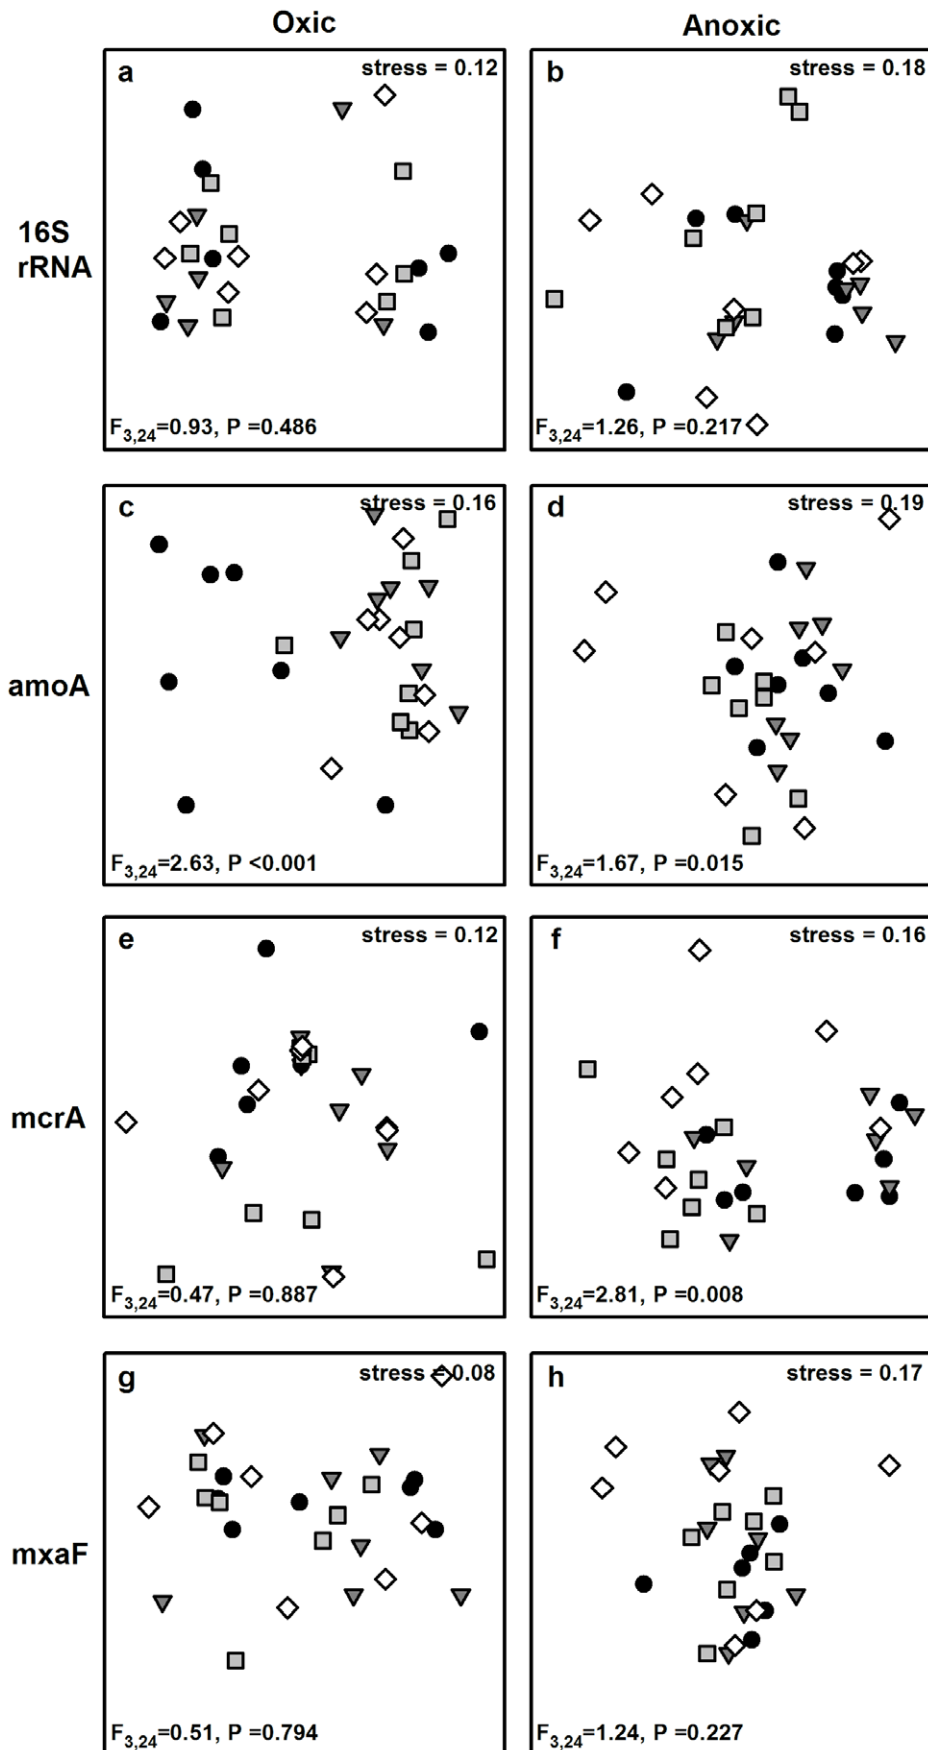 Oxic
Anoxic
a
stress = 0.12
b
stress = 0.18
16S
rRNA
F3,24=0.93, P =0.486
F3,24=1.26, P =0.217
c
stress = 0.16
d
stress = 0.19
amoA
F3,24=2.63, P <0.001
F3,24=1.67, P =0.015
e
stress = 0.12
f
stress = 0.16
mcrA
F3,24=0.47, P =0.887
F3,24=2.81, P =0.008
g
stress = 0.08
h
stress = 0.17
mxaF
F3,24=0.51, P =0.794
F3,24=1.24, P =0.227